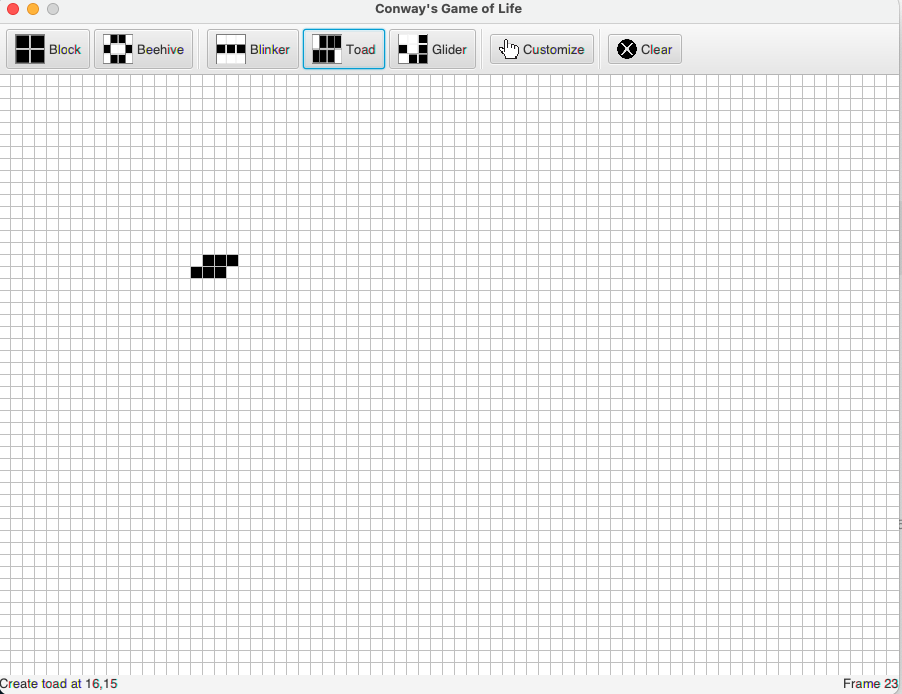 Conway's Game of Life
Block Beehive Blinker Toad Glider Customize Clear
Create toad at 16,15 Frame 23